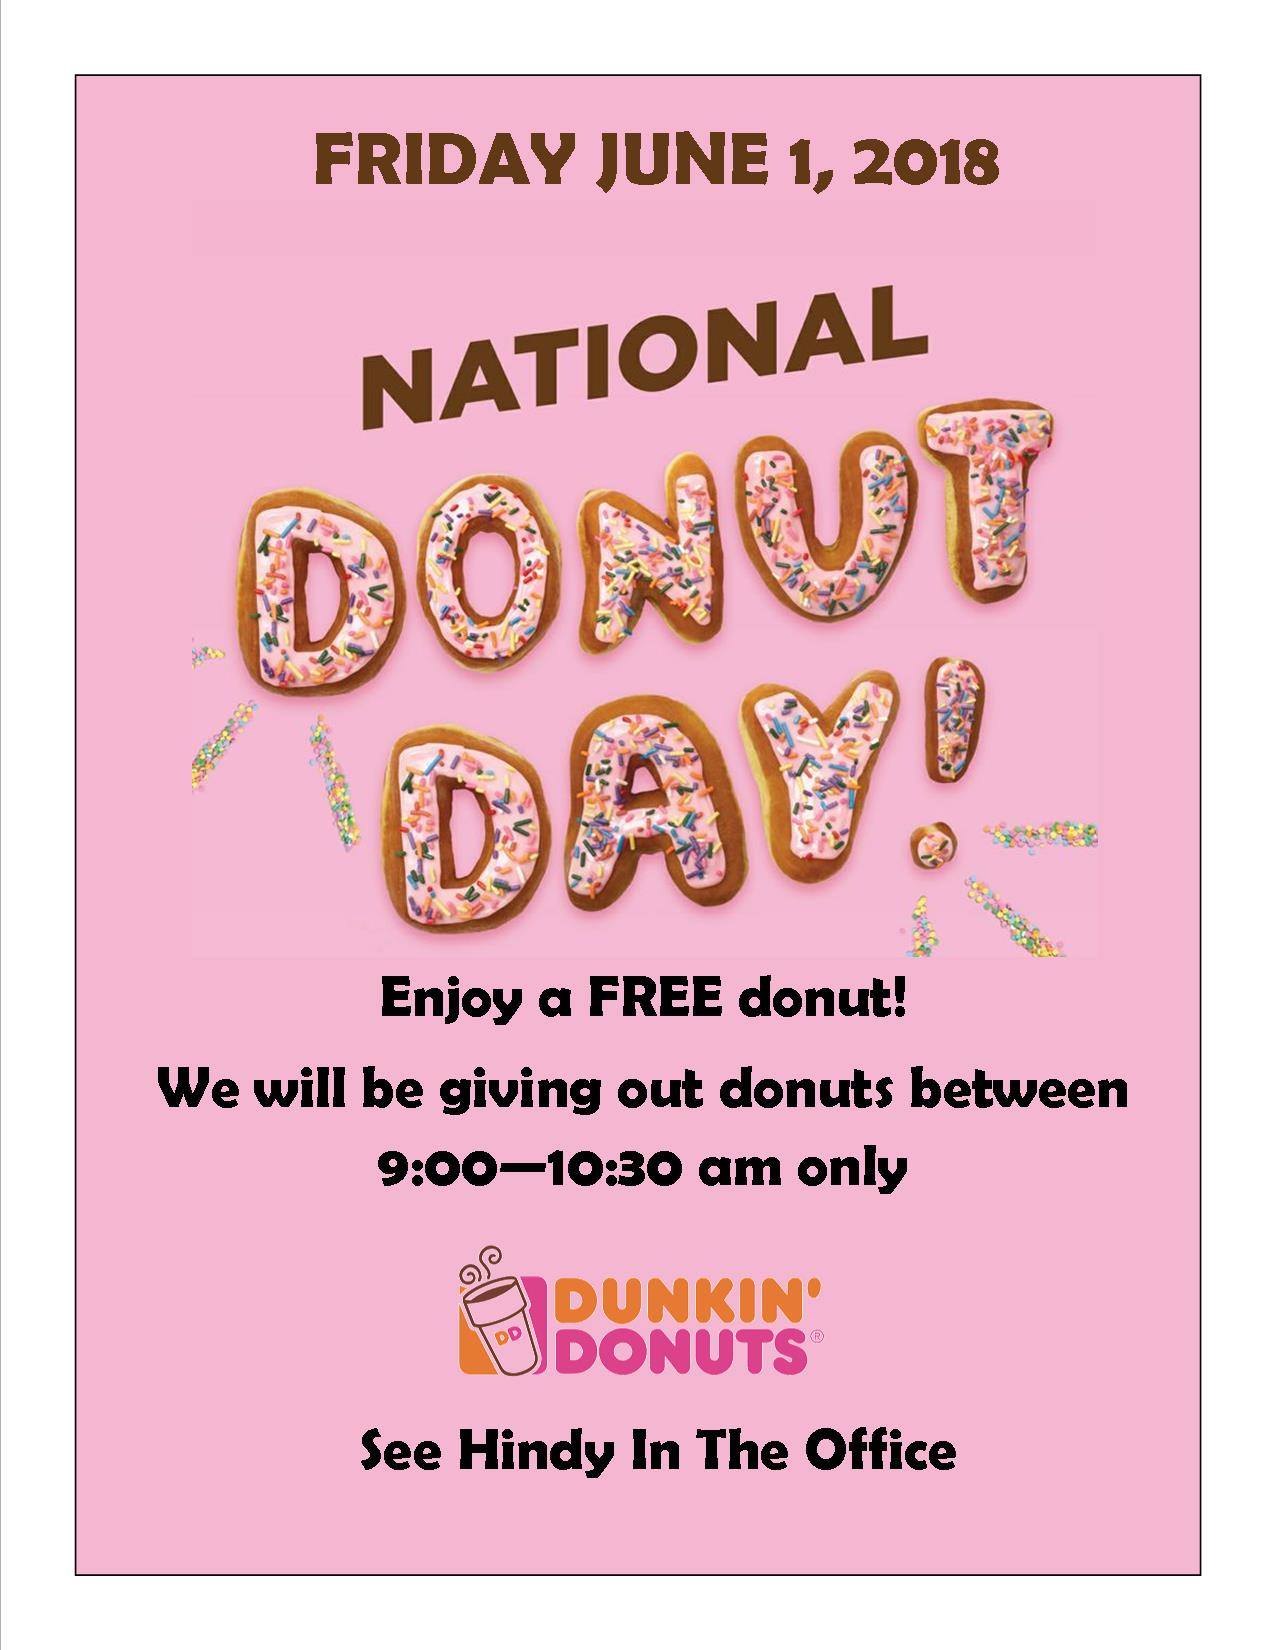 FRIDAY JUNE 1, 2018
NATIONAL
DONUT
DAY!
Enjoy a FREE donut!
We will be giving out donuts between
9:00—10:30 am only
DD
DUNKIN'
DONUTS®
See Hindy In The Office